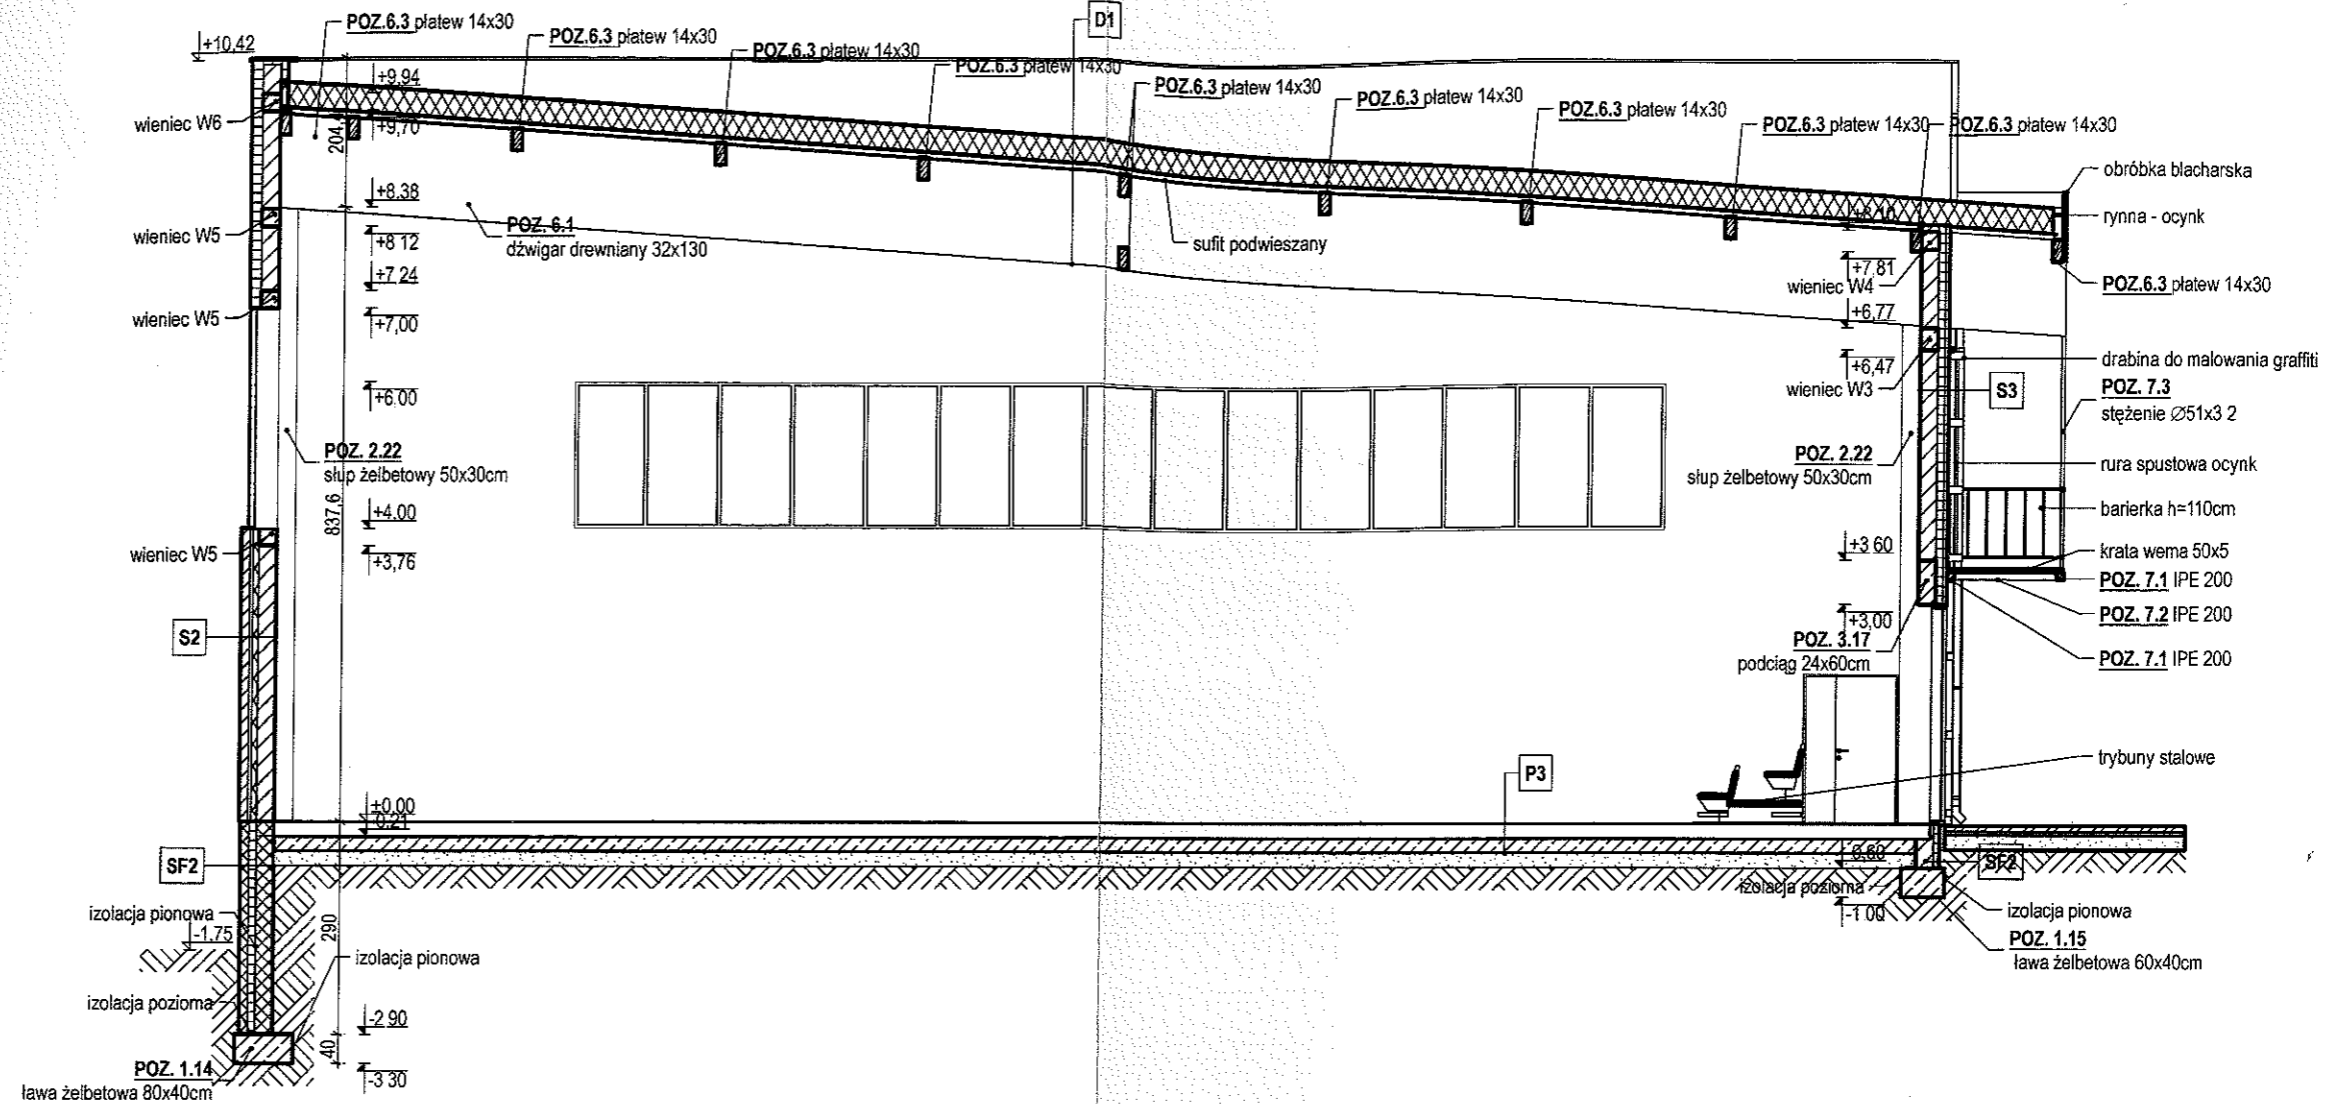 D1
POZ.6.3 płatew 14x30
POZ.6.3 płatew 14x30
POZ.6.3 płatew 14x30
POZ.6.3 płatew 14x30
POZ.6.3 płatew 14x30
POZ.6.3 płatew 14x30
POZ.6.3 płatew 14x30
POZ.6.3 płatew 14x30
POZ.6.3 płatew 14x30
+10,42
+9,94
+9,70
204,
wieniec W6
obróbka blacharska
+8,38
+8,10
rynna - ocynk
wieniec W5
POZ. 6.1
dźwigar drewniany 32x130
sufit podwieszany
+8 12
+7,24
+7,81
wieniec W4
POZ.6.3 płatew 14x30
wieniec W5
+7,00
+6,77
drabina do malowania graffiti
+6,47
+6,00
wieniec W3
S3
POZ. 7.3
stężenie Ø51x3 2
POZ. 2.22
słup żelbetowy 50x30cm
POZ. 2.22
słup żelbetowy 50x30cm
rura spustowa ocynk
837,6
+4.00
barierka h=110cm
wieniec W5
+3,76
+3 60
krata wema 50x5
POZ. 7.1 IPE 200
POZ. 7.2 IPE 200
+3,00
S2
POZ. 3.17
podciąg 24x60cm
POZ. 7.1 IPE 200
trybuny stalowe
P3
+0.00
-0.21
SF2
-0,60
SF2
izolacja pozioma
izolacja pionowa
-1.75
290
-1 00
izolacja pionowa
POZ. 1.15
ława żelbetowa 60x40cm
izolacja pionowa
izolacja pozioma
-2 90
40
POZ. 1.14
ława żelbetowa 80x40cm
-3 30